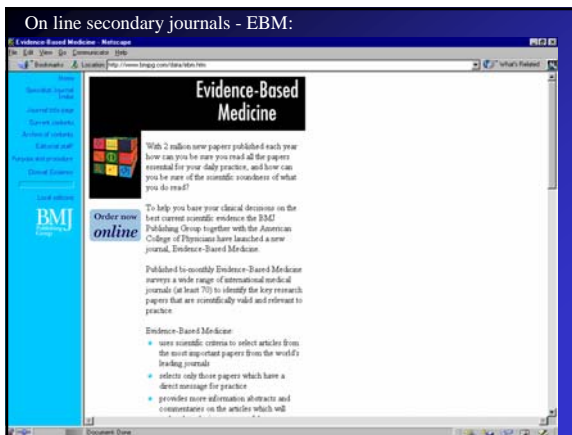 On line secondary journals - EBM:
Evidence-Based Medicine - Netscape
File Edit View Go Communicator Help
Bookmarks Location: http://www.bmjpg.com/data/ebm.htm What's Related
Home
Specialist Journal
Index
Journal title page
Current contents
Archive of contents
Editorial staff
Purpose and procedure
Clinical Evidence
Local editions
BMJ
Publishing
Group
Evidence-Based
Medicine
Order now
online
With 2 million new papers published each year
how can you be sure you read all the papers
essential for your daily practice, and how can
you be sure of the scientific soundness of what
you do read?
To help you base your clinical decisions on the
best current scientific evidence the BMJ
Publishing Group together with the American
College of Physicians have launched a new
journal, Evidence-Based Medicine.
Published bi-monthly Evidence-Based Medicine
surveys a wide range of international medical
journals (at least 70) to identify the key research
papers that are scientifically valid and relevant to
practice.
Evidence-Based Medicine:
uses scientific criteria to select articles from
the most important papers from the world's
leading journals
selects only those papers which have a
direct message for practice
provides more information abstracts and
commentaries on the articles which will
Document: Done